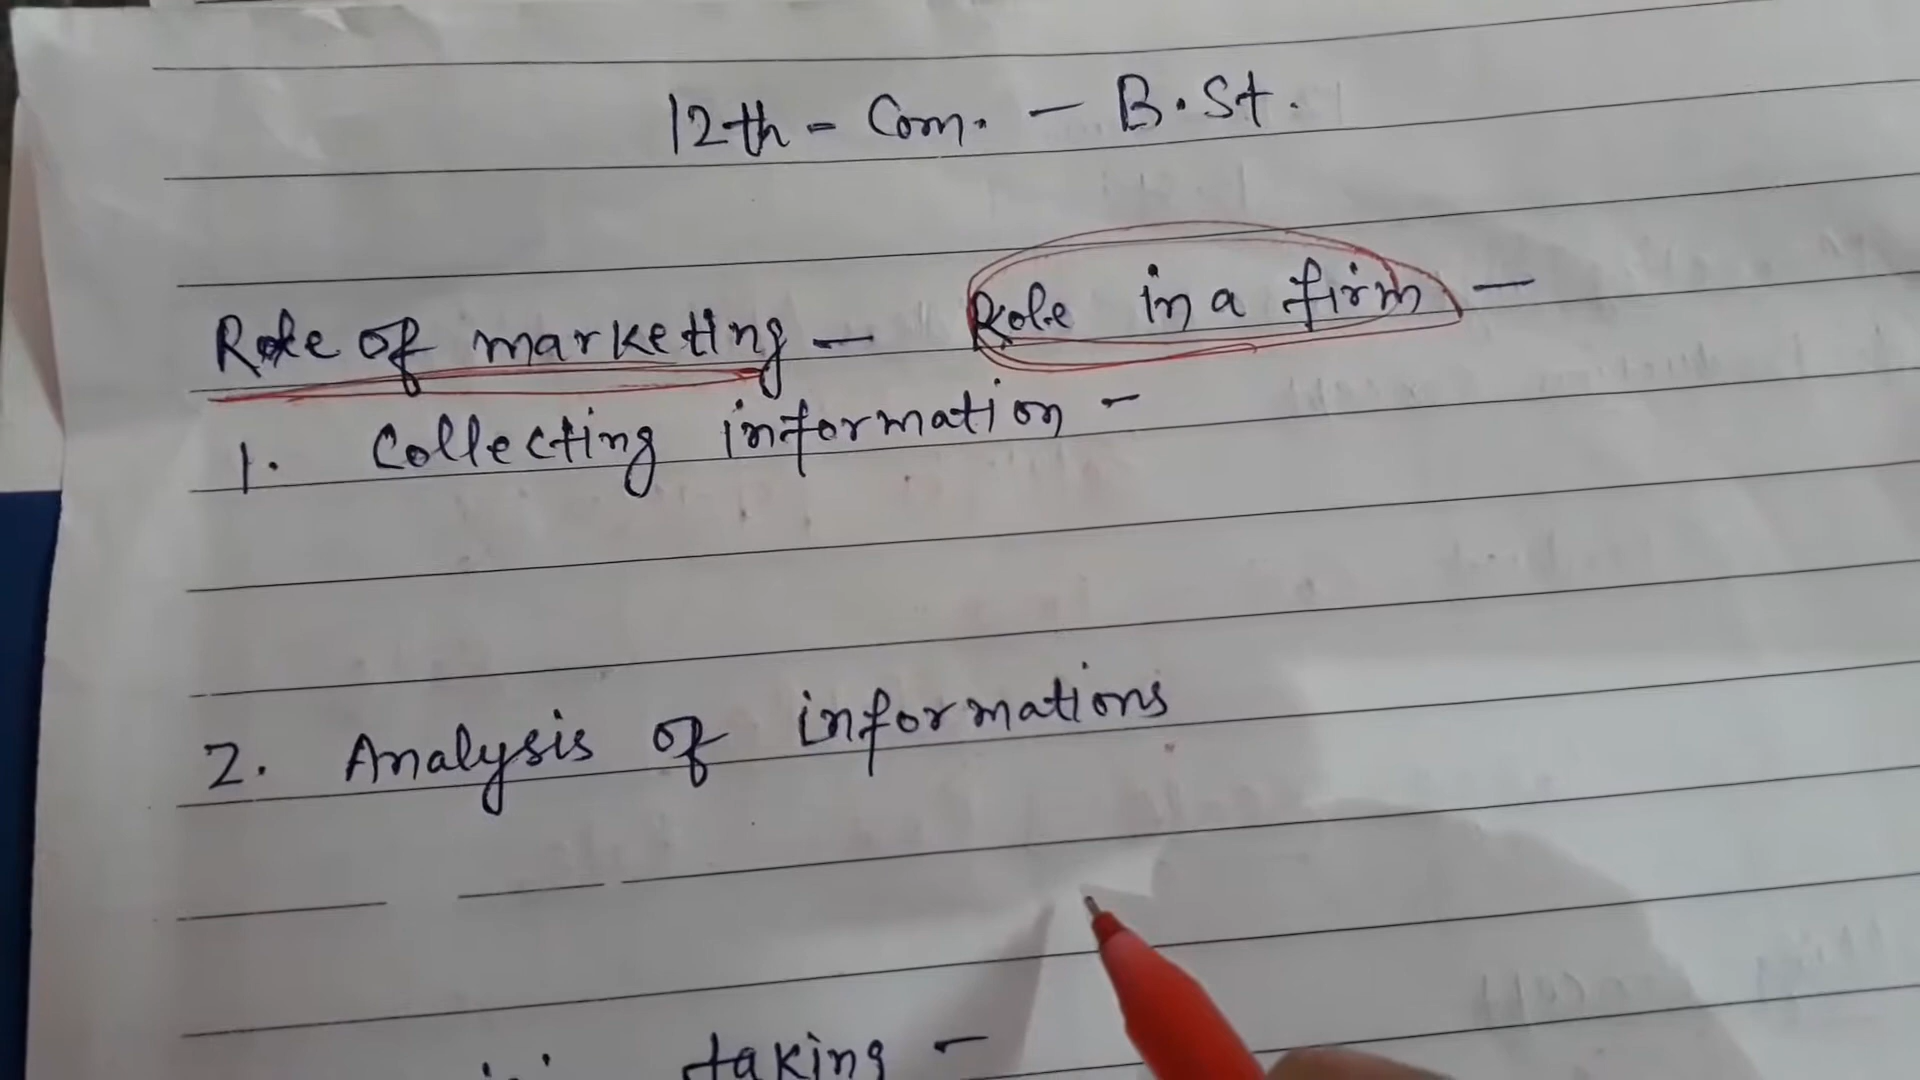 12th - Com. - B.St.
Role of marketing - Role in a firm -
1. Collecting information -
2. Analysis of informations
taking -